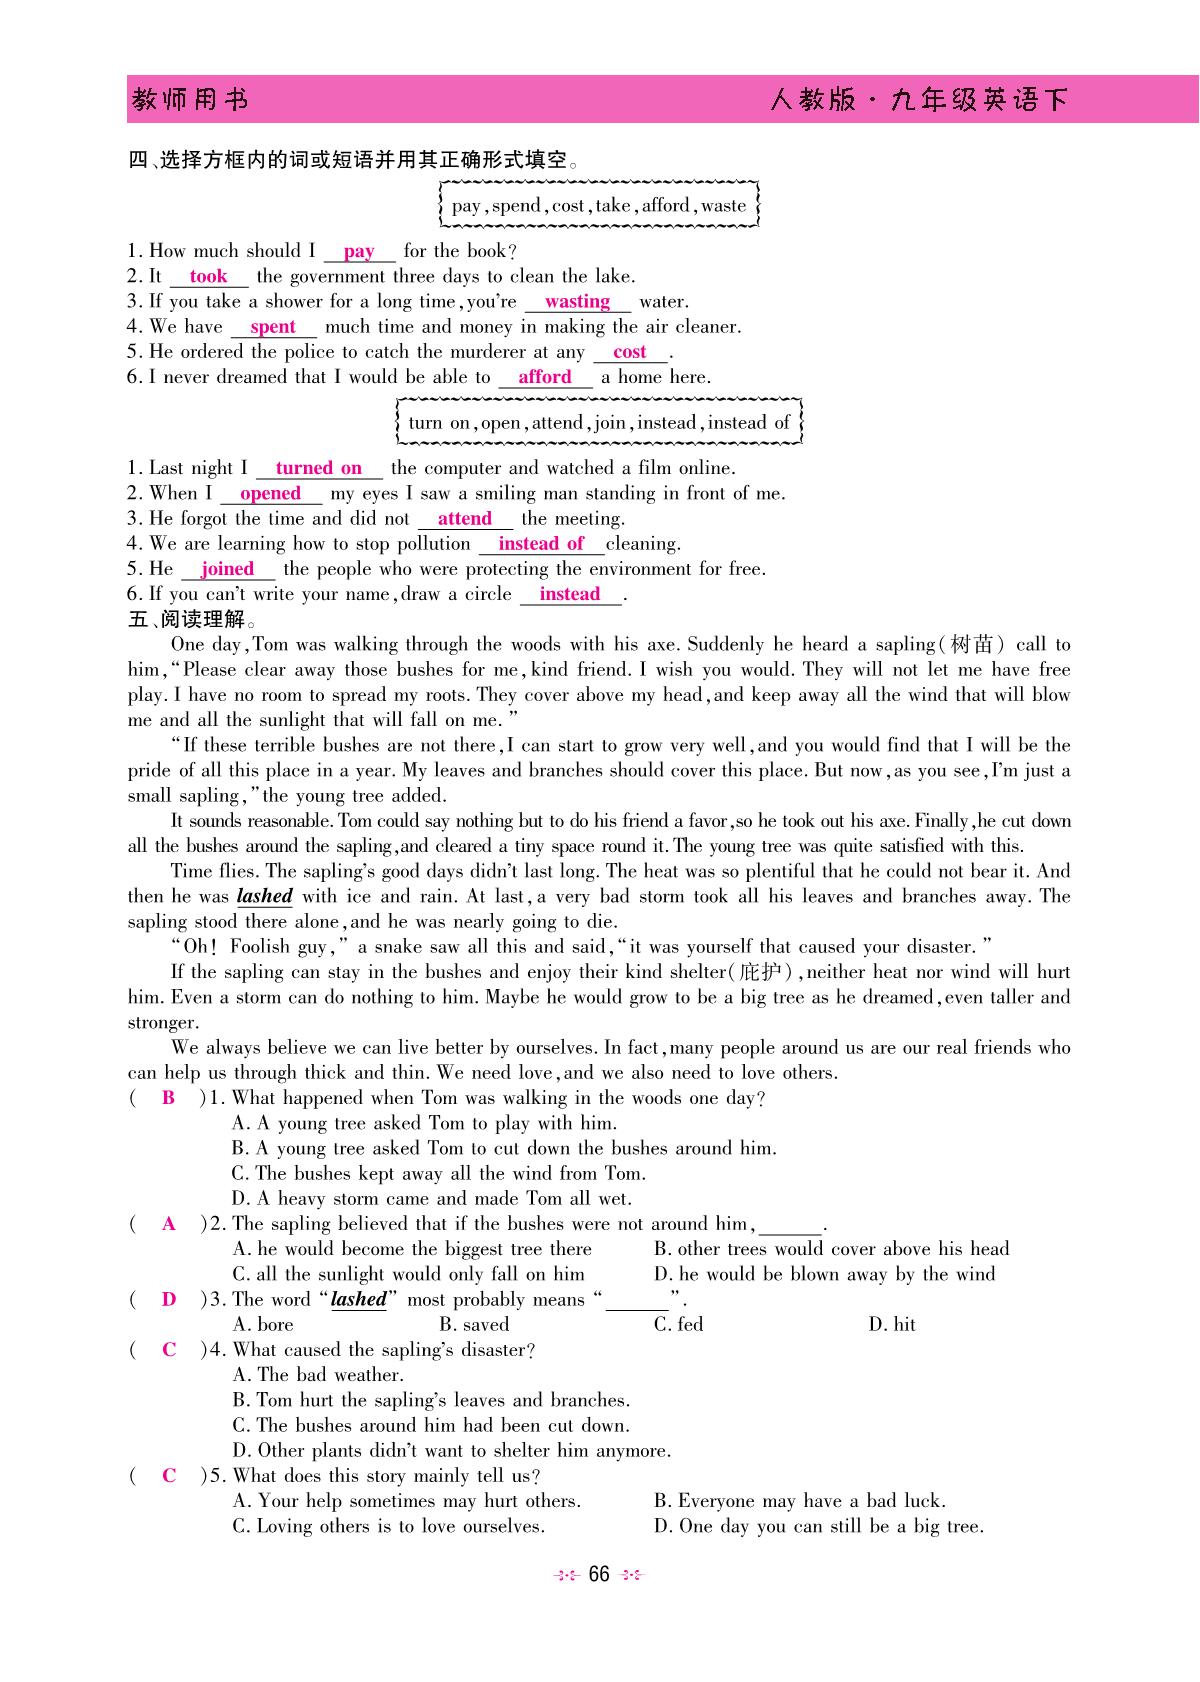 教师用书 人教版·九年级英语下
四、选择方框内的词或短语并用其正确形式填空。
pay,spend,cost,take,afford,waste
1. How much should I pay for the book?
2. It took the government three days to clean the lake.
3. If you take a shower for a long time,you're wasting water.
4. We have spent much time and money in making the air cleaner.
5. He ordered the police to catch the murderer at any cost.
6. I never dreamed that I would be able to afford a home here.
turn on,open,attend,join,instead,instead of
1. Last night I turned on the computer and watched a film online.
2. When I opened my eyes I saw a smiling man standing in front of me.
3. He forgot the time and did not attend the meeting.
4. We are learning how to stop pollution instead of cleaning.
5. He joined the people who were protecting the environment for free.
6. If you can't write your name,draw a circle instead.
五、阅读理解。
One day,Tom was walking through the woods with his axe. Suddenly he heard a sapling(树苗) call to
him,“Please clear away those bushes for me,kind friend. I wish you would. They will not let me have free
play. I have no room to spread my roots. They cover above my head,and keep away all the wind that will blow
me and all the sunlight that will fall on me.”
“If these terrible bushes are not there,I can start to grow very well,and you would find that I will be the
pride of all this place in a year. My leaves and branches should cover this place. But now,as you see,I'm just a
small sapling,”the young tree added.
It sounds reasonable. Tom could say nothing but to do his friend a favor,so he took out his axe. Finally,he cut down
all the bushes around the sapling,and cleared a tiny space round it. The young tree was quite satisfied with this.
Time flies. The sapling's good days didn't last long. The heat was so plentiful that he could not bear it. And
then he was lashed with ice and rain. At last,a very bad storm took all his leaves and branches away. The
sapling stood there alone,and he was nearly going to die.
“Oh! Foolish guy,” a snake saw all this and said,“it was yourself that caused your disaster.”
If the sapling can stay in the bushes and enjoy their kind shelter(庇护),neither heat nor wind will hurt
him. Even a storm can do nothing to him. Maybe he would grow to be a big tree as he dreamed,even taller and
stronger.
We always believe we can live better by ourselves. In fact,many people around us are our real friends who
can help us through thick and thin. We need love,and we also need to love others.
( B )1. What happened when Tom was walking in the woods one day?
A. A young tree asked Tom to play with him.
B. A young tree asked Tom to cut down the bushes around him.
C. The bushes kept away all the wind from Tom.
D. A heavy storm came and made Tom all wet.
( A )2. The sapling believed that if the bushes were not around him,______.
A. he would become the biggest tree there B. other trees would cover above his head
C. all the sunlight would only fall on him D. he would be blown away by the wind
( D )3. The word “lashed” most probably means “______”.
A. bore B. saved C. fed D. hit
( C )4. What caused the sapling's disaster?
A. The bad weather.
B. Tom hurt the sapling's leaves and branches.
C. The bushes around him had been cut down.
D. Other plants didn't want to shelter him anymore.
( C )5. What does this story mainly tell us?
A. Your help sometimes may hurt others. B. Everyone may have a bad luck.
C. Loving others is to love ourselves. D. One day you can still be a big tree.
66